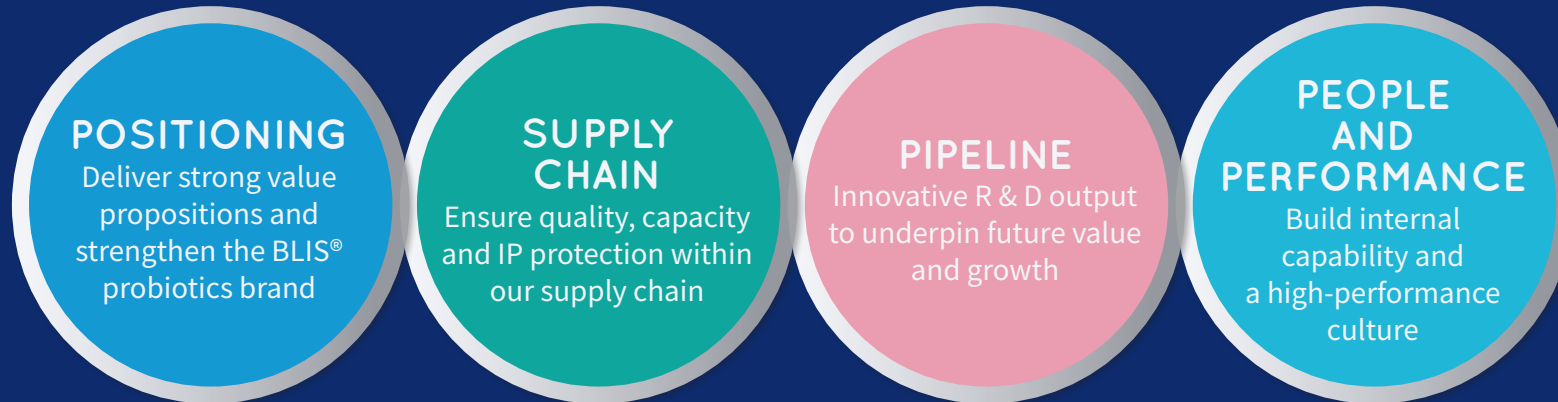 POSITIONING
Deliver strong value
propositions and
strengthen the BLIS®
probiotics brand
SUPPLY
CHAIN
Ensure quality, capacity
and IP protection within
our supply chain
PIPELINE
Innovative R & D output
to underpin future value
and growth
PEOPLE
AND
PERFORMANCE
Build internal
capability and
a high-performance
culture